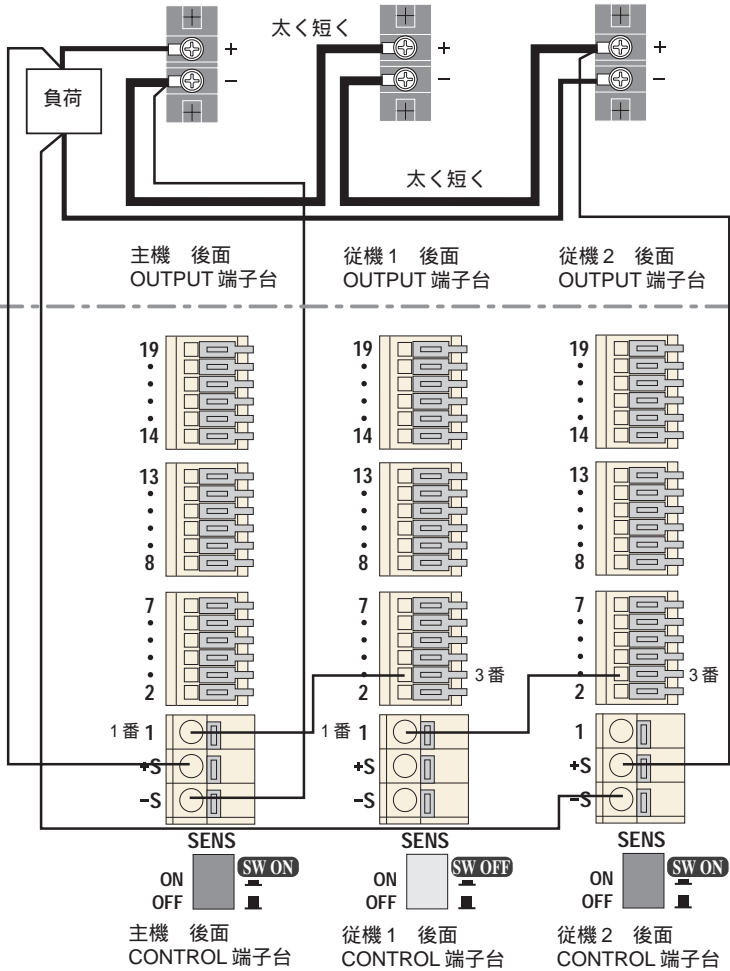 太く短く
+ + +
負荷
− − −
太く短く
主機 後面 従機1 後面 従機2 後面
OUTPUT 端子台 OUTPUT 端子台 OUTPUT 端子台
19 19 19
14 14 14
13 13 13
8 8 8
7 7 7
3番 3番
2 2 2
1番 1 1番 1 1
+S +S +S
−S −S −S
SENS SENS SENS
ON SW ON ON SW OFF ON SW ON
OFF OFF OFF
主機 後面 従機1 後面 従機2 後面
CONTROL 端子台 CONTROL 端子台 CONTROL 端子台